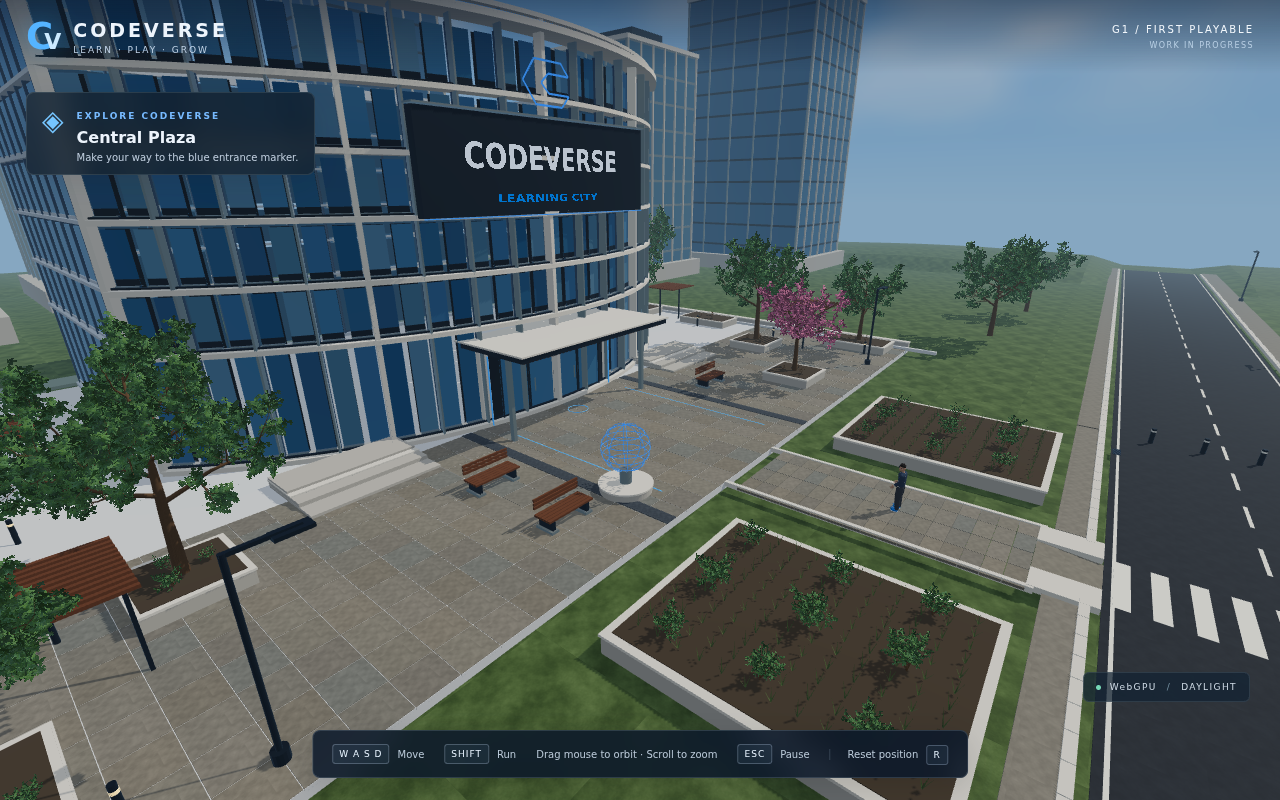 CV CODEVERSE
LEARN · PLAY · GROW
G1 / FIRST PLAYABLE
WORK IN PROGRESS
EXPLORE CODEVERSE
Central Plaza
Make your way to the blue entrance marker.
CODEVERSE
LEARNING CITY
WebGPU / DAYLIGHT
W A S D Move SHIFT Run Drag mouse to orbit · Scroll to zoom ESC Pause | Reset position R